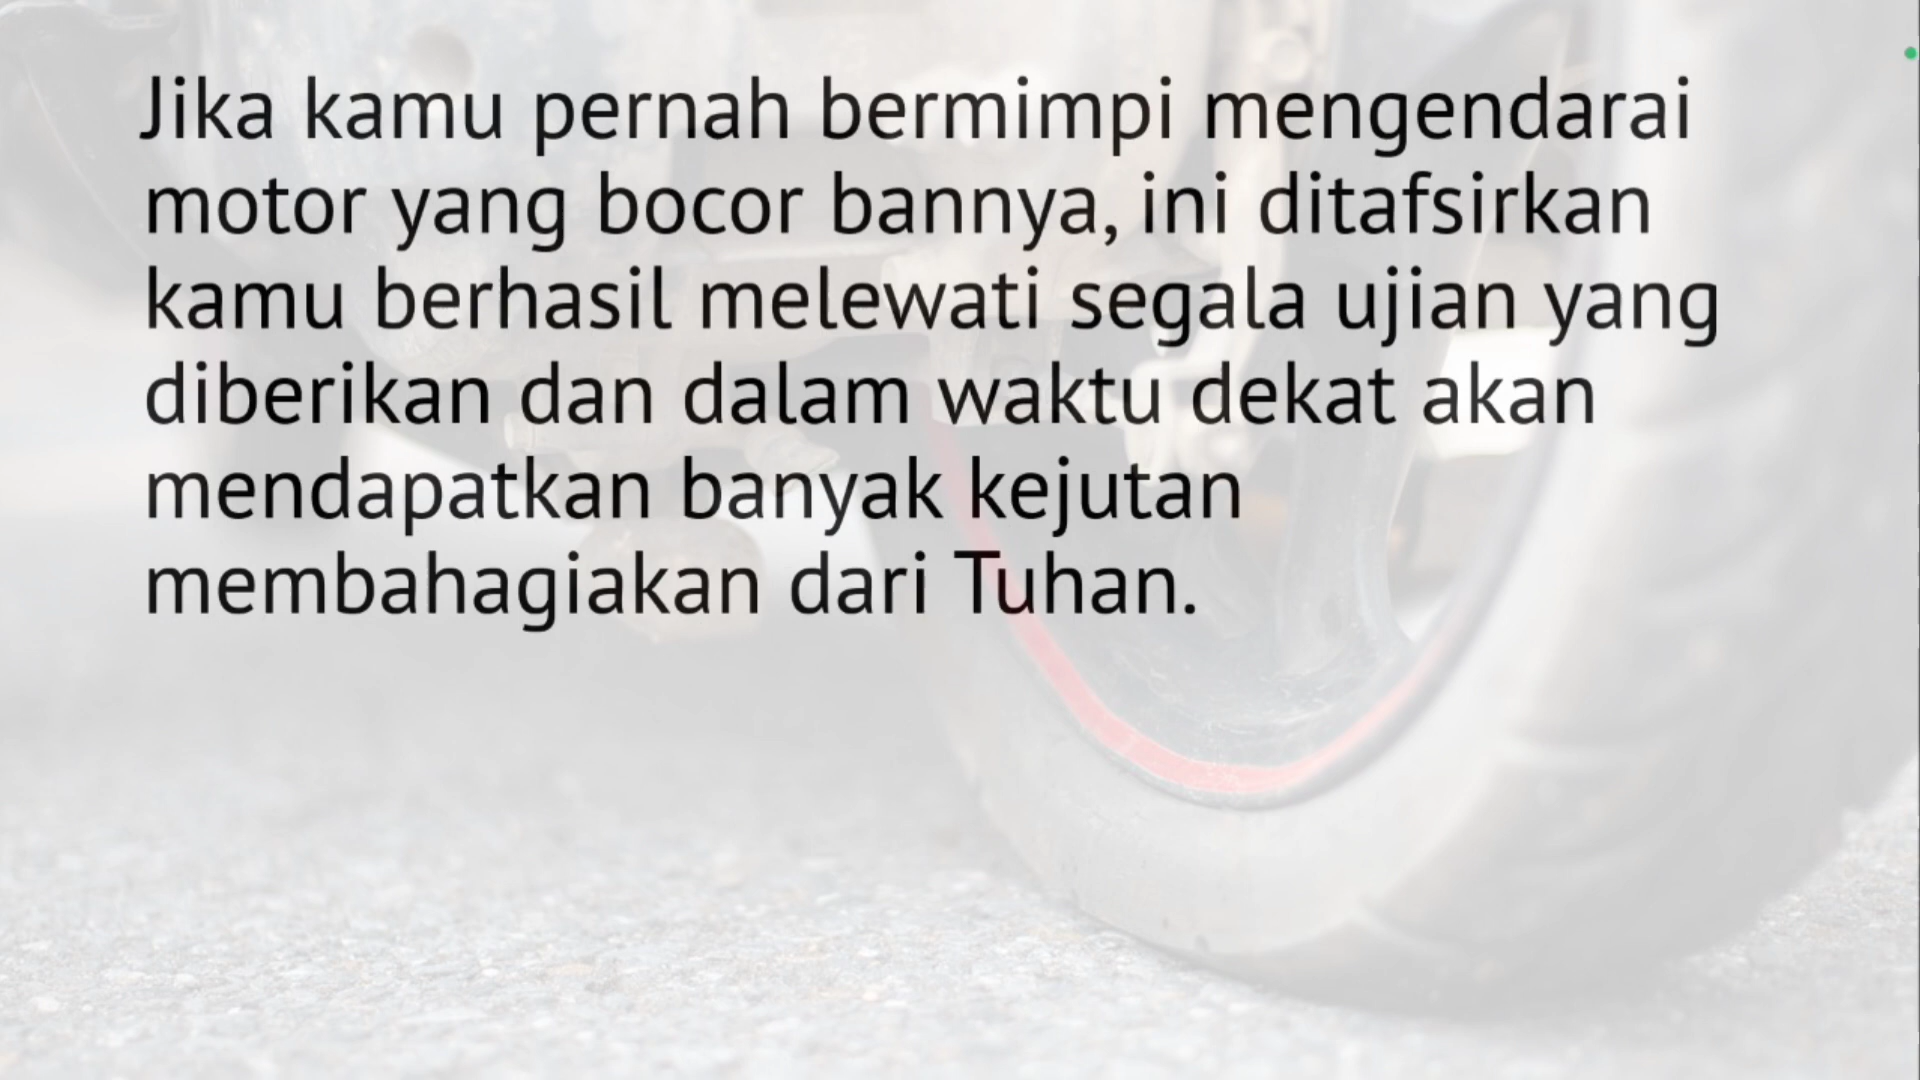 Jika kamu pernah bermimpi mengendarai
motor yang bocor bannya, ini ditafsirkan
kamu berhasil melewati segala ujian yang
diberikan dan dalam waktu dekat akan
mendapatkan banyak kejutan
membahagiakan dari Tuhan.